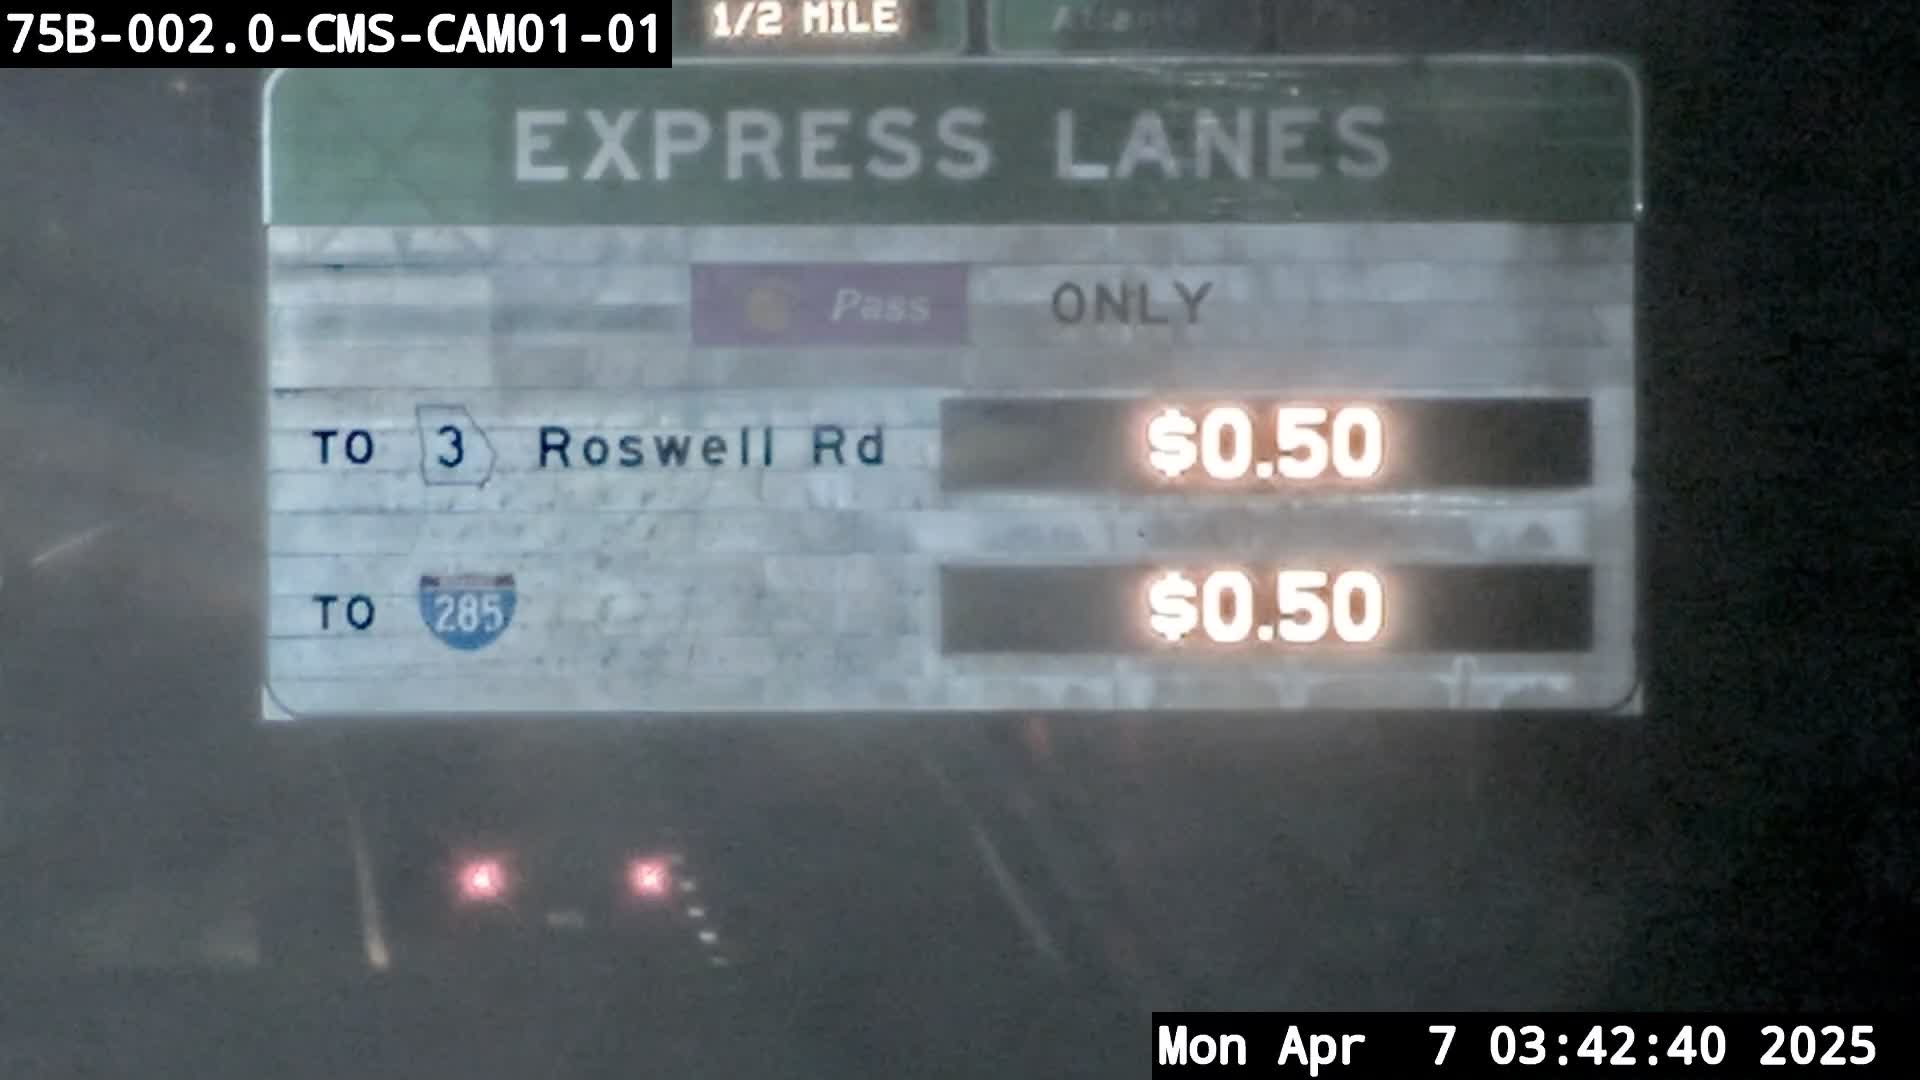 75B-002.0-CMS-CAM01-01
1/2 MILE
EXPRESS LANES
Pass ONLY
TO 3 Roswell Rd $0.50
TO 285 $0.50
Mon Apr 7 03:42:40 2025